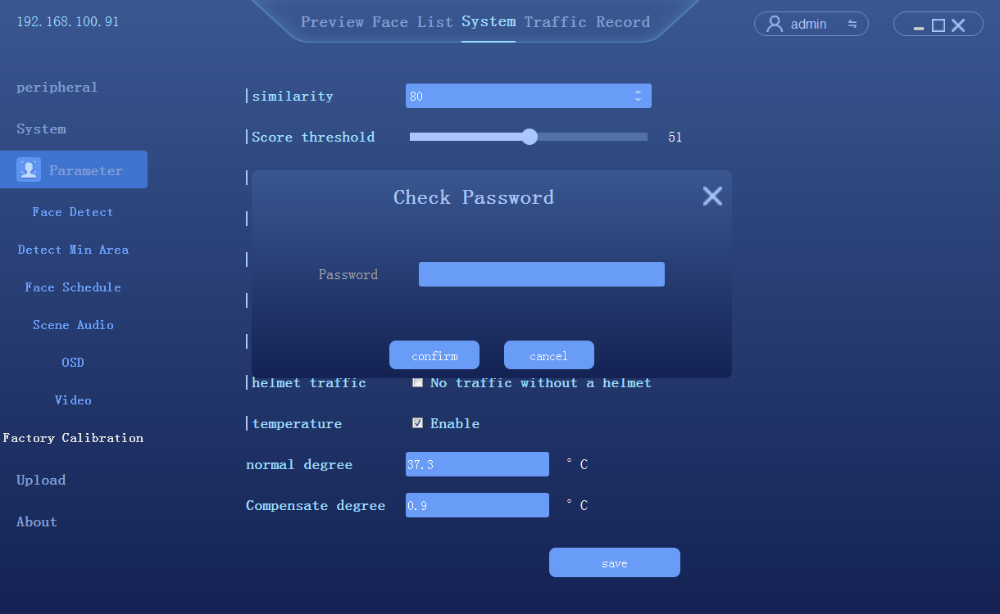 192.168.100.91
Preview Face List System Traffic Record
admin
peripheral
System
Parameter
Face Detect
Detect Min Area
Face Schedule
Scene Audio
OSD
Video
Factory Calibration
Upload
About
similarity 80
Score threshold 51
Check Password
Password
confirm cancel
helmet traffic No traffic without a helmet
temperature Enable
normal degree 37.3 ° C
Compensate degree 0.9 ° C
save